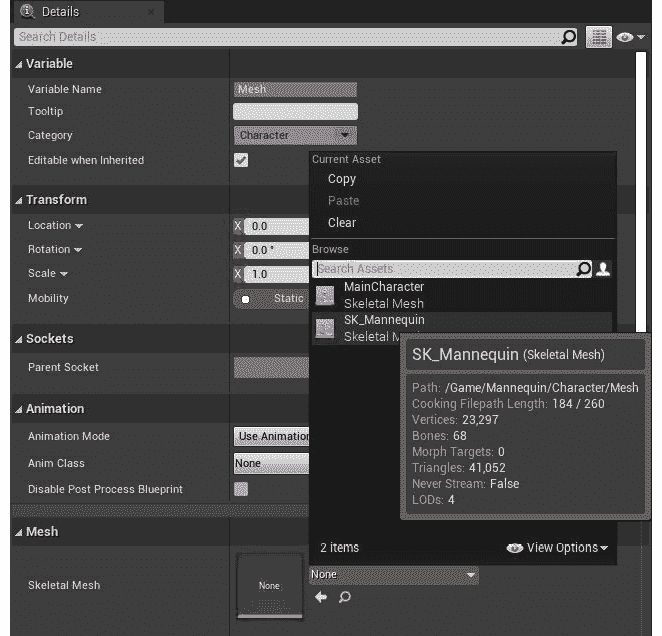 Details
Search Details
Variable
Variable Name
Mesh
Tooltip
Category
Character
Editable when Inherited
Current Asset
Copy
Paste
Clear
Transform
Location
X 0.0
Rotation
X 0.0 °
Scale
X 1.0
Mobility
Static
Browse
Search Assets
MainCharacter
Skeletal Mesh
SK_Mannequin
Skeletal M
SK_Mannequin (Skeletal Mesh)
Path: /Game/Mannequin/Character/Mesh
Cooking Filepath Length: 184 / 260
Vertices: 23,297
Bones: 68
Morph Targets: 0
Triangles: 41,052
Never Stream: False
LODs: 4
Sockets
Parent Socket
Animation
Animation Mode
Use Animation
Anim Class
None
Disable Post Process Blueprint
2 items
View Options
Mesh
Skeletal Mesh
None
None